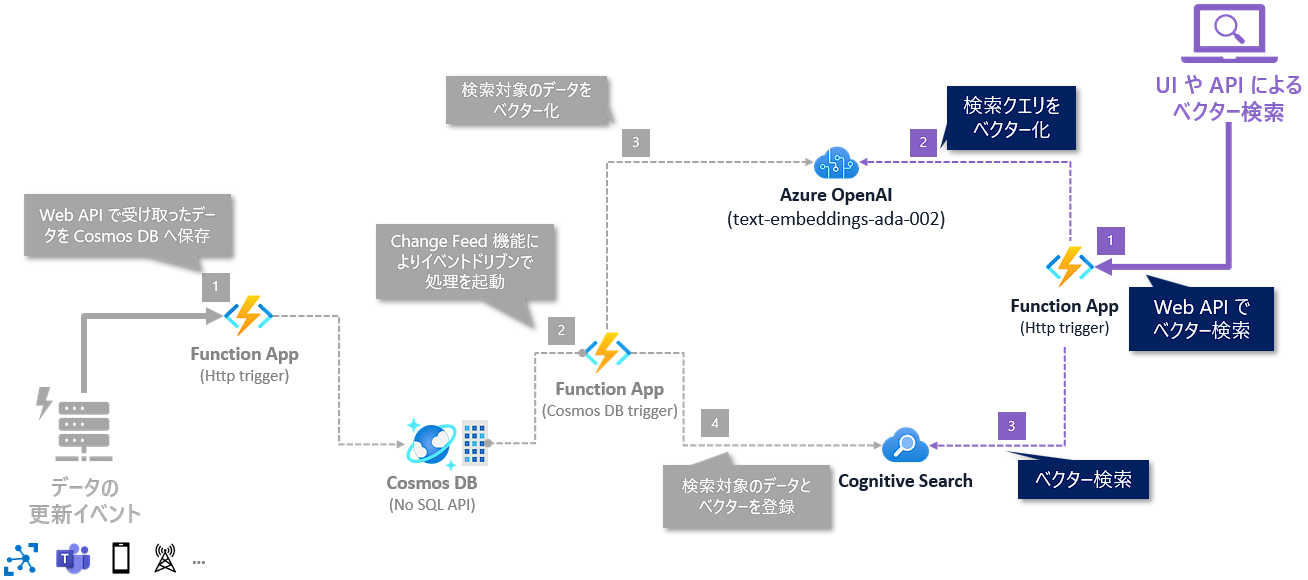 UI や API による
ベクター検索
検索対象のデータを
ベクター化
3
検索クエリを
ベクター化
2
Azure OpenAI
(text-embeddings-ada-002)
Web API で受け取ったデー
タを Cosmos DB へ保存
1
Function App
(Http trigger)
Change Feed 機能に
よりイベントドリブンで
処理を起動
2
Function App
(Cosmos DB trigger)
1
Function App
(Http trigger)
Web API で
ベクター検索
4
3
Cosmos DB
(No SQL API)
検索対象のデータと
ベクターを登録
Cognitive Search
ベクター検索
データの
更新イベント
T
...